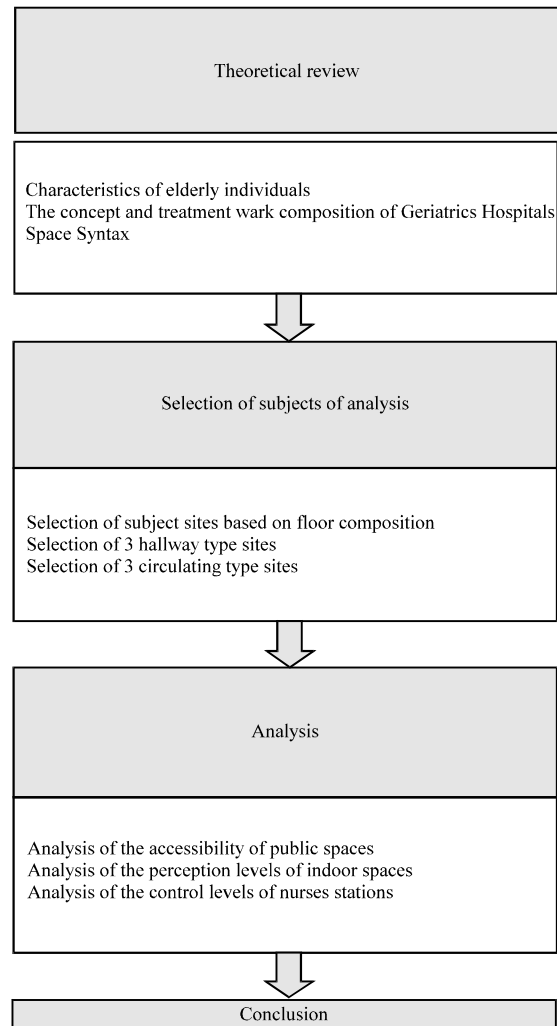 Theoretical review
Characteristics of elderly individuals
The concept and treatment wark composition of Geriatrics Hospitals
Space Syntax
Selection of subjects of analysis
Selection of subject sites based on floor composition
Selection of 3 hallway type sites
Selection of 3 circulating type sites
Analysis
Analysis of the accessibility of public spaces
Analysis of the perception levels of indoor spaces
Analysis of the control levels of nurses stations
Conclusion